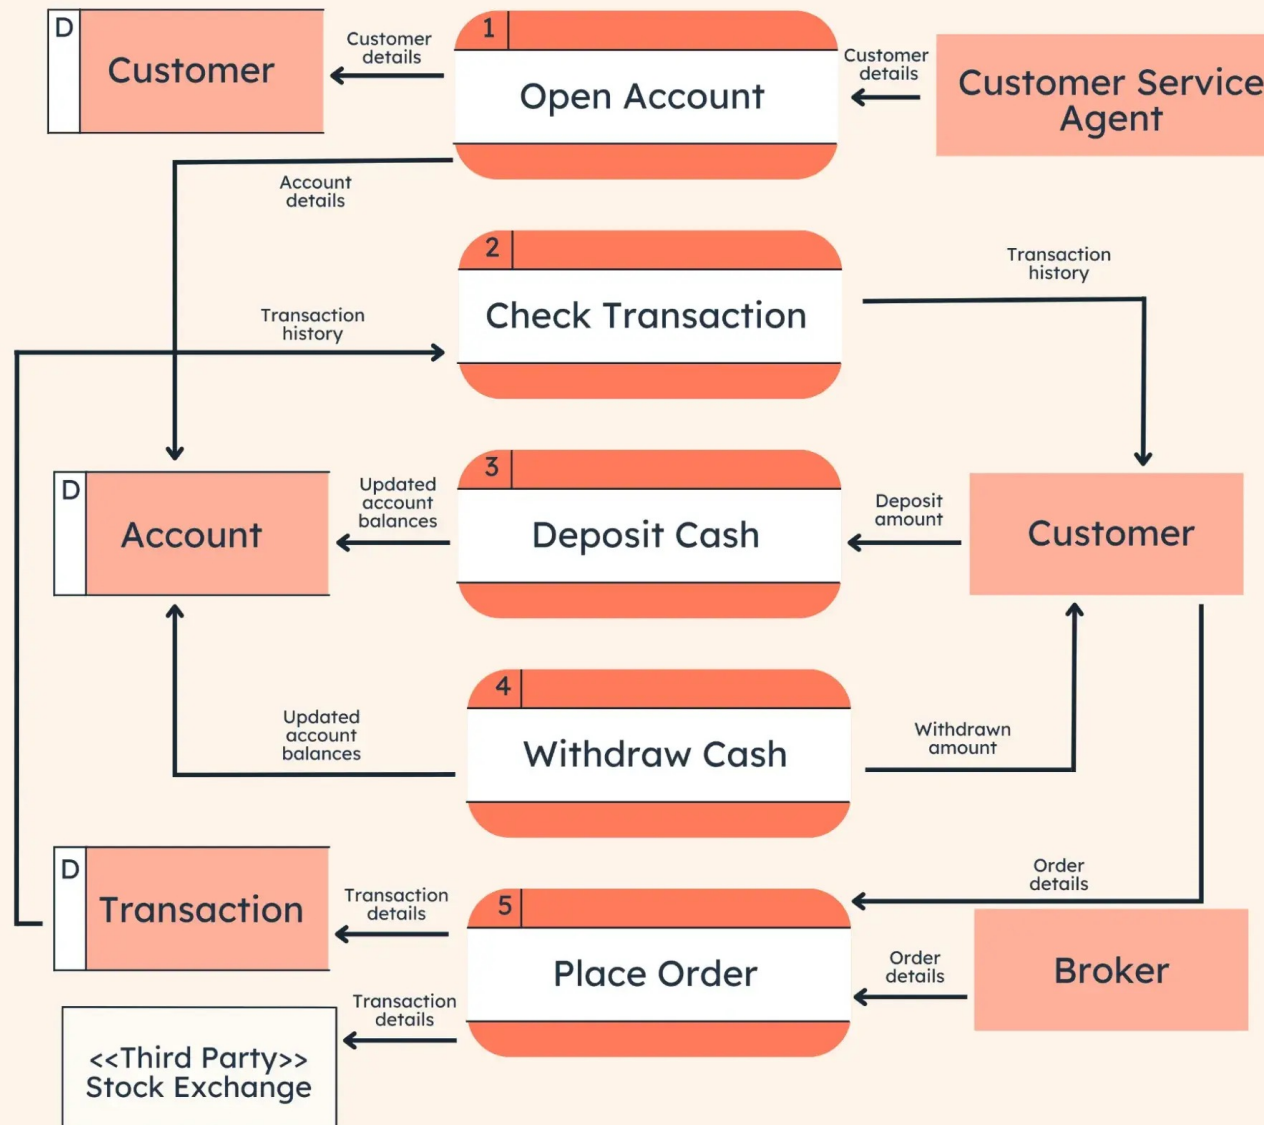 D
Customer
Customer
details
1
Open Account
Customer
details
Customer Service
Agent
Account
details
2
Check Transaction
Transaction
history
Transaction
history
D
Account
Updated
account
balances
3
Deposit Cash
Deposit
amount
Customer
Updated
account
balances
4
Withdraw Cash
Withdrawn
amount
D
Transaction
Transaction
details
5
Place Order
Order
details
Order
details
Broker
Transaction
details
<<Third Party>>
Stock Exchange